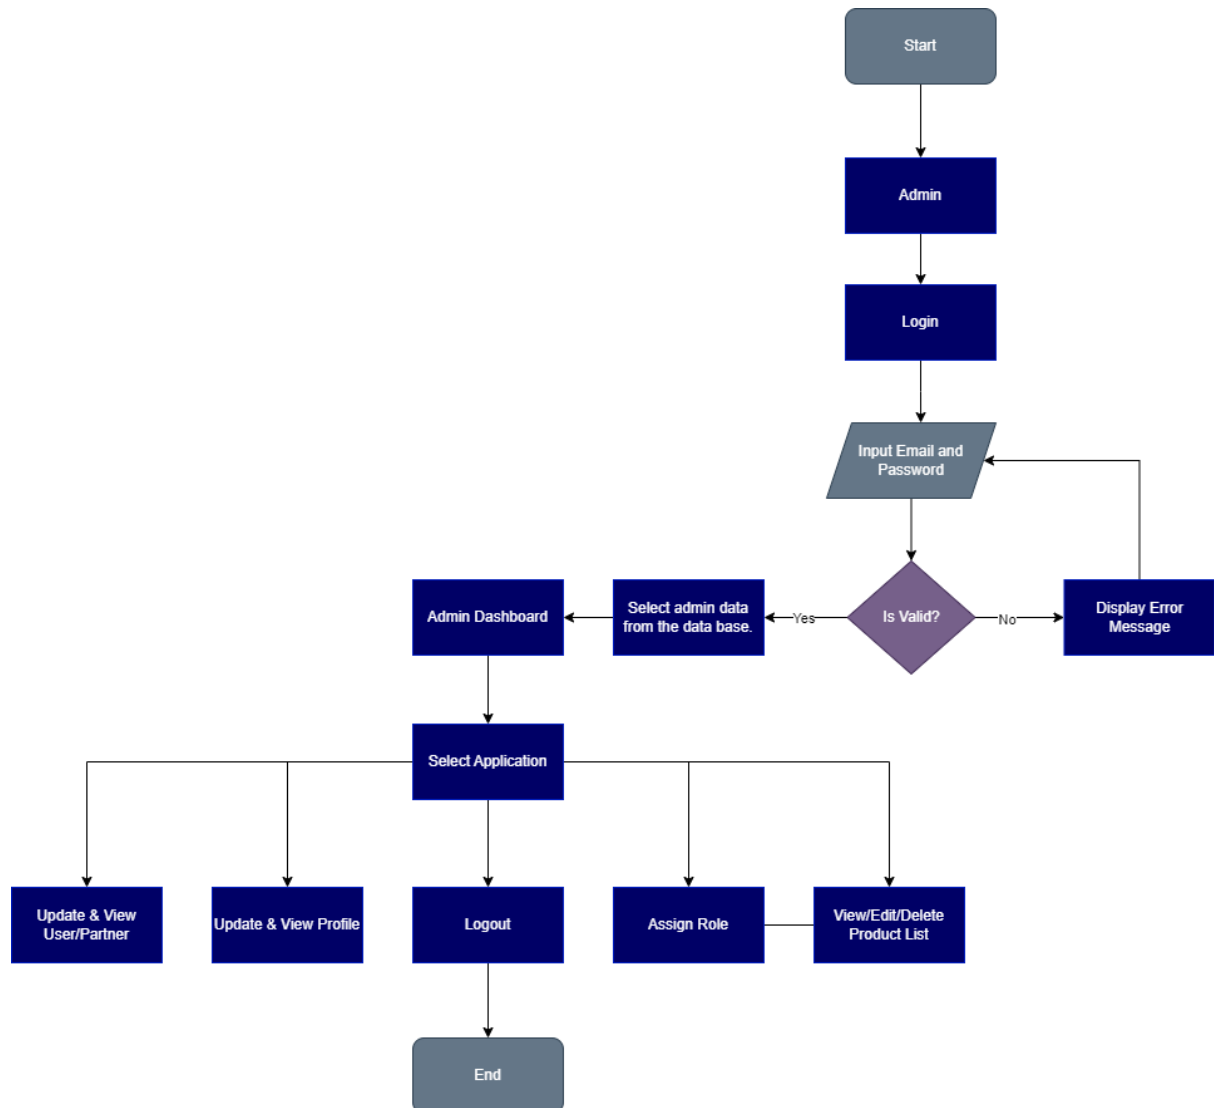 Start
Admin
Login
Input Email and
Password
Admin Dashboard
Select admin data
from the data base.
Yes
Is Valid?
No
Display Error
Message
Select Application
Update & View
User/Partner
Update & View Profile
Logout
Assign Role
View/Edit/Delete
Product List
End